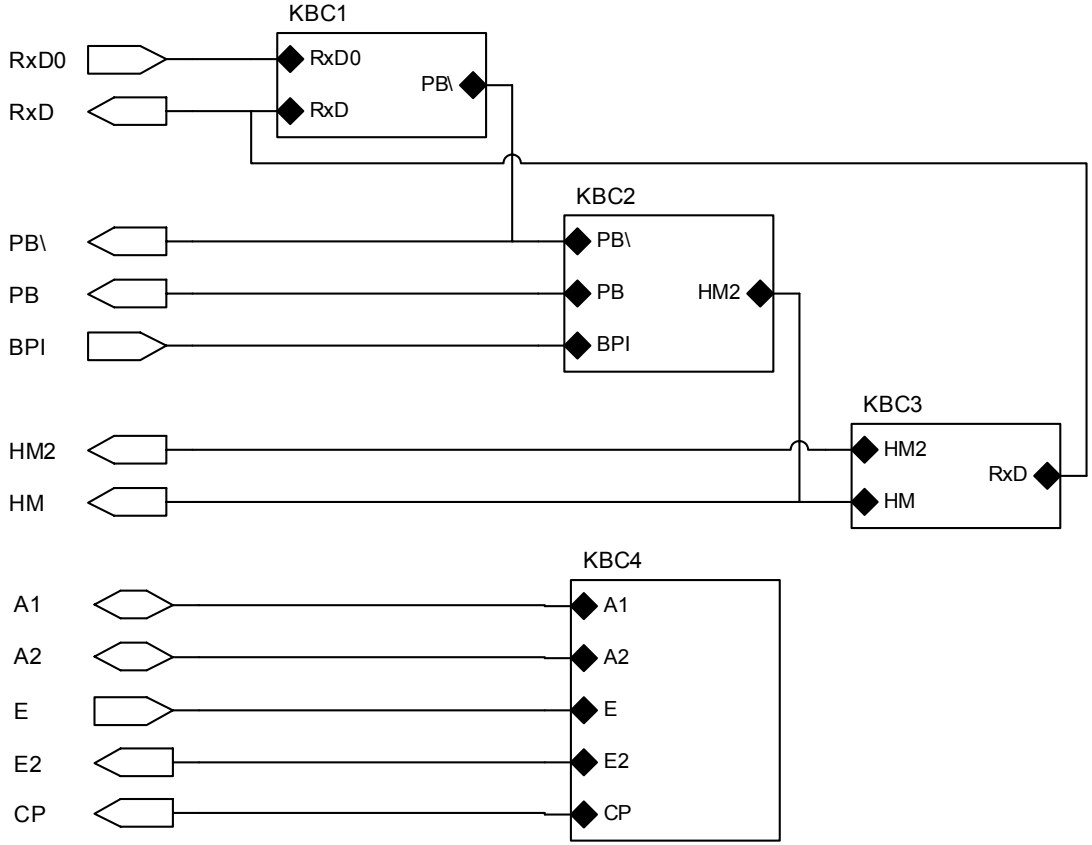 KBC1
RxD0
RxD0
PB\
RxD
RxD
KBC2
PB\
PB\
PB
PB
HM2
BPI
BPI
KBC3
HM2
HM2
RxD
HM
HM
KBC4
A1
A1
A2
A2
E
E
E2
E2
CP
CP